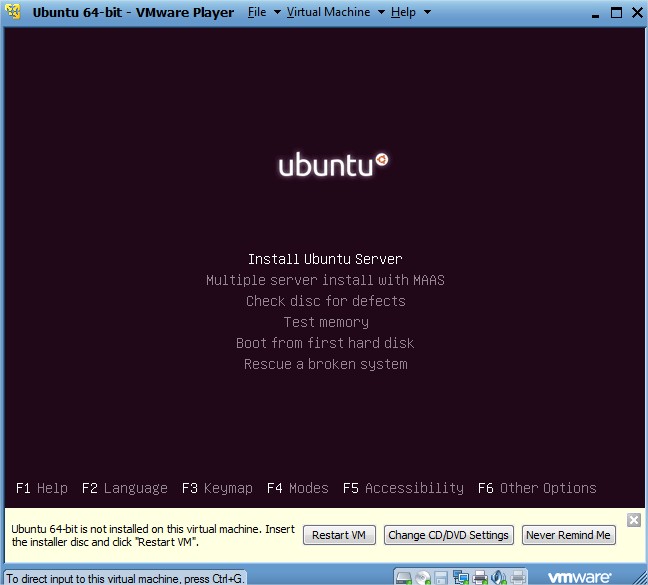 Ubuntu 64-bit - VMware Player File Virtual Machine Help
ubuntu
Install Ubuntu Server
Multiple server install with MAAS
Check disc for defects
Test memory
Boot from first hard disk
Rescue a broken system
F1 Help F2 Language F3 Keymap F4 Modes F5 Accessibility F6 Other Options
Ubuntu 64-bit is not installed on this virtual machine. Insert
the installer disc and click "Restart VM".
Restart VM Change CD/DVD Settings Never Remind Me
To direct input to this virtual machine, press Ctrl+G.
vmware